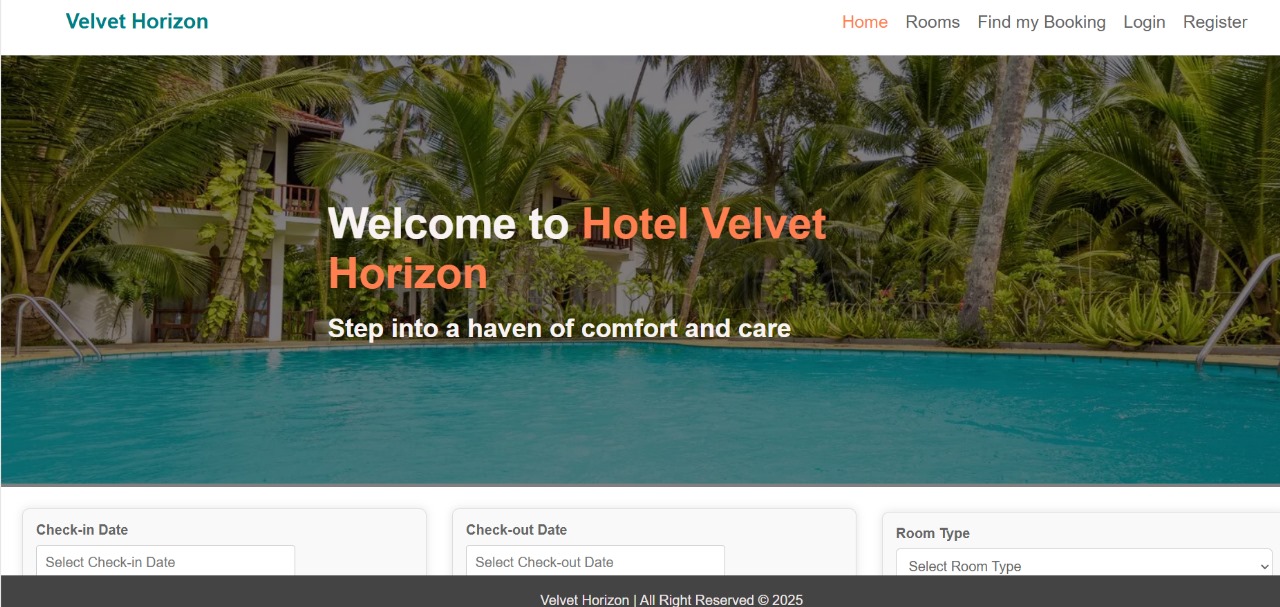 Velvet Horizon
Home Rooms Find my Booking Login Register
Welcome to Hotel Velvet
Horizon
Step into a haven of comfort and care
Check-in Date
Select Check-in Date
Check-out Date
Select Check-out Date
Room Type
Select Room Type
Velvet Horizon | All Right Reserved © 2025